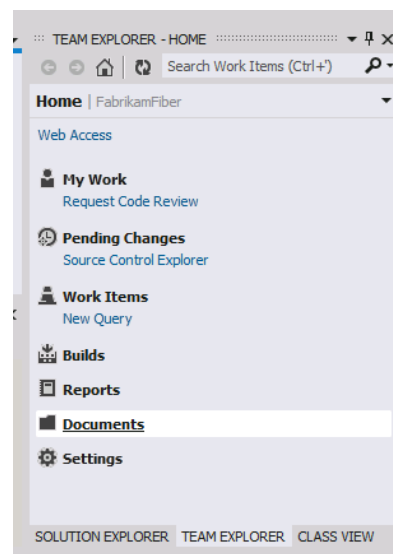 TEAM EXPLORER - HOME
Search Work Items (Ctrl+')
Home | FabrikamFiber
Web Access
My Work
Request Code Review
Pending Changes
Source Control Explorer
Work Items
New Query
Builds
Reports
Documents
Settings
SOLUTION EXPLORER TEAM EXPLORER CLASS VIEW